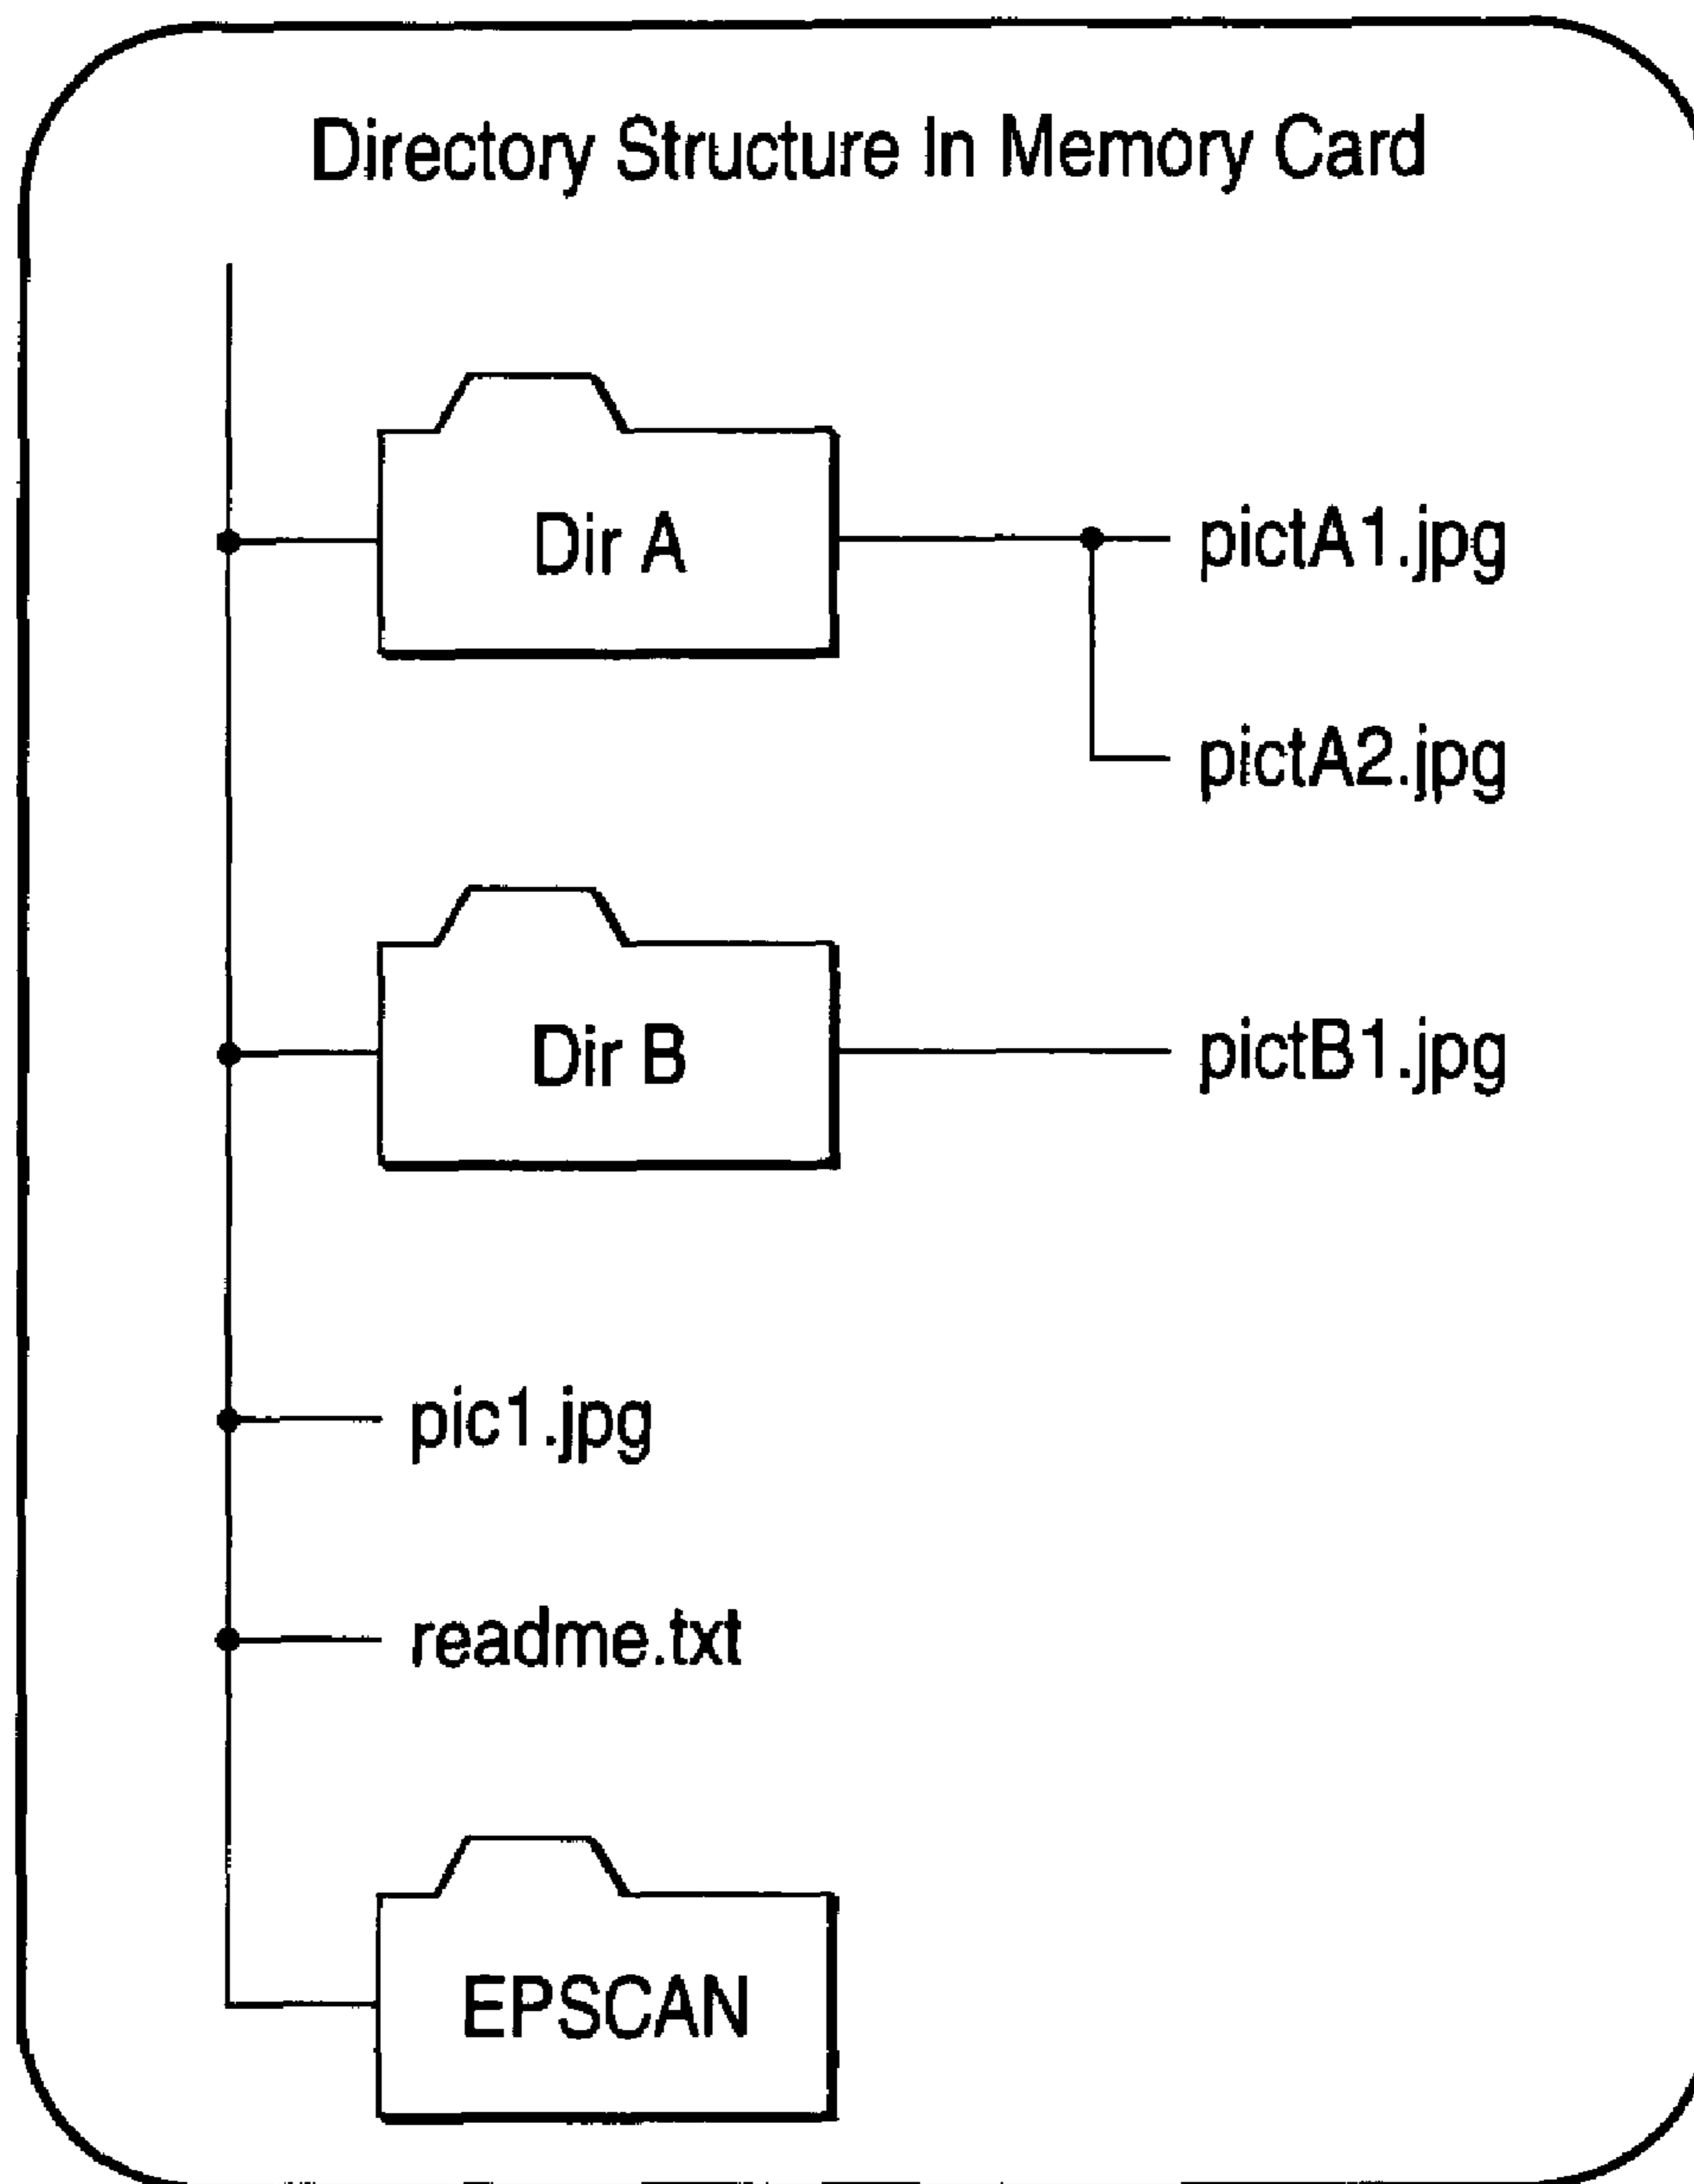 Directory Structure In Memory Card
Dir A
pictA1.jpg
pictA2.jpg
Dir B
pictB1.jpg
pic1.jpg
readme.txt
EPSCAN